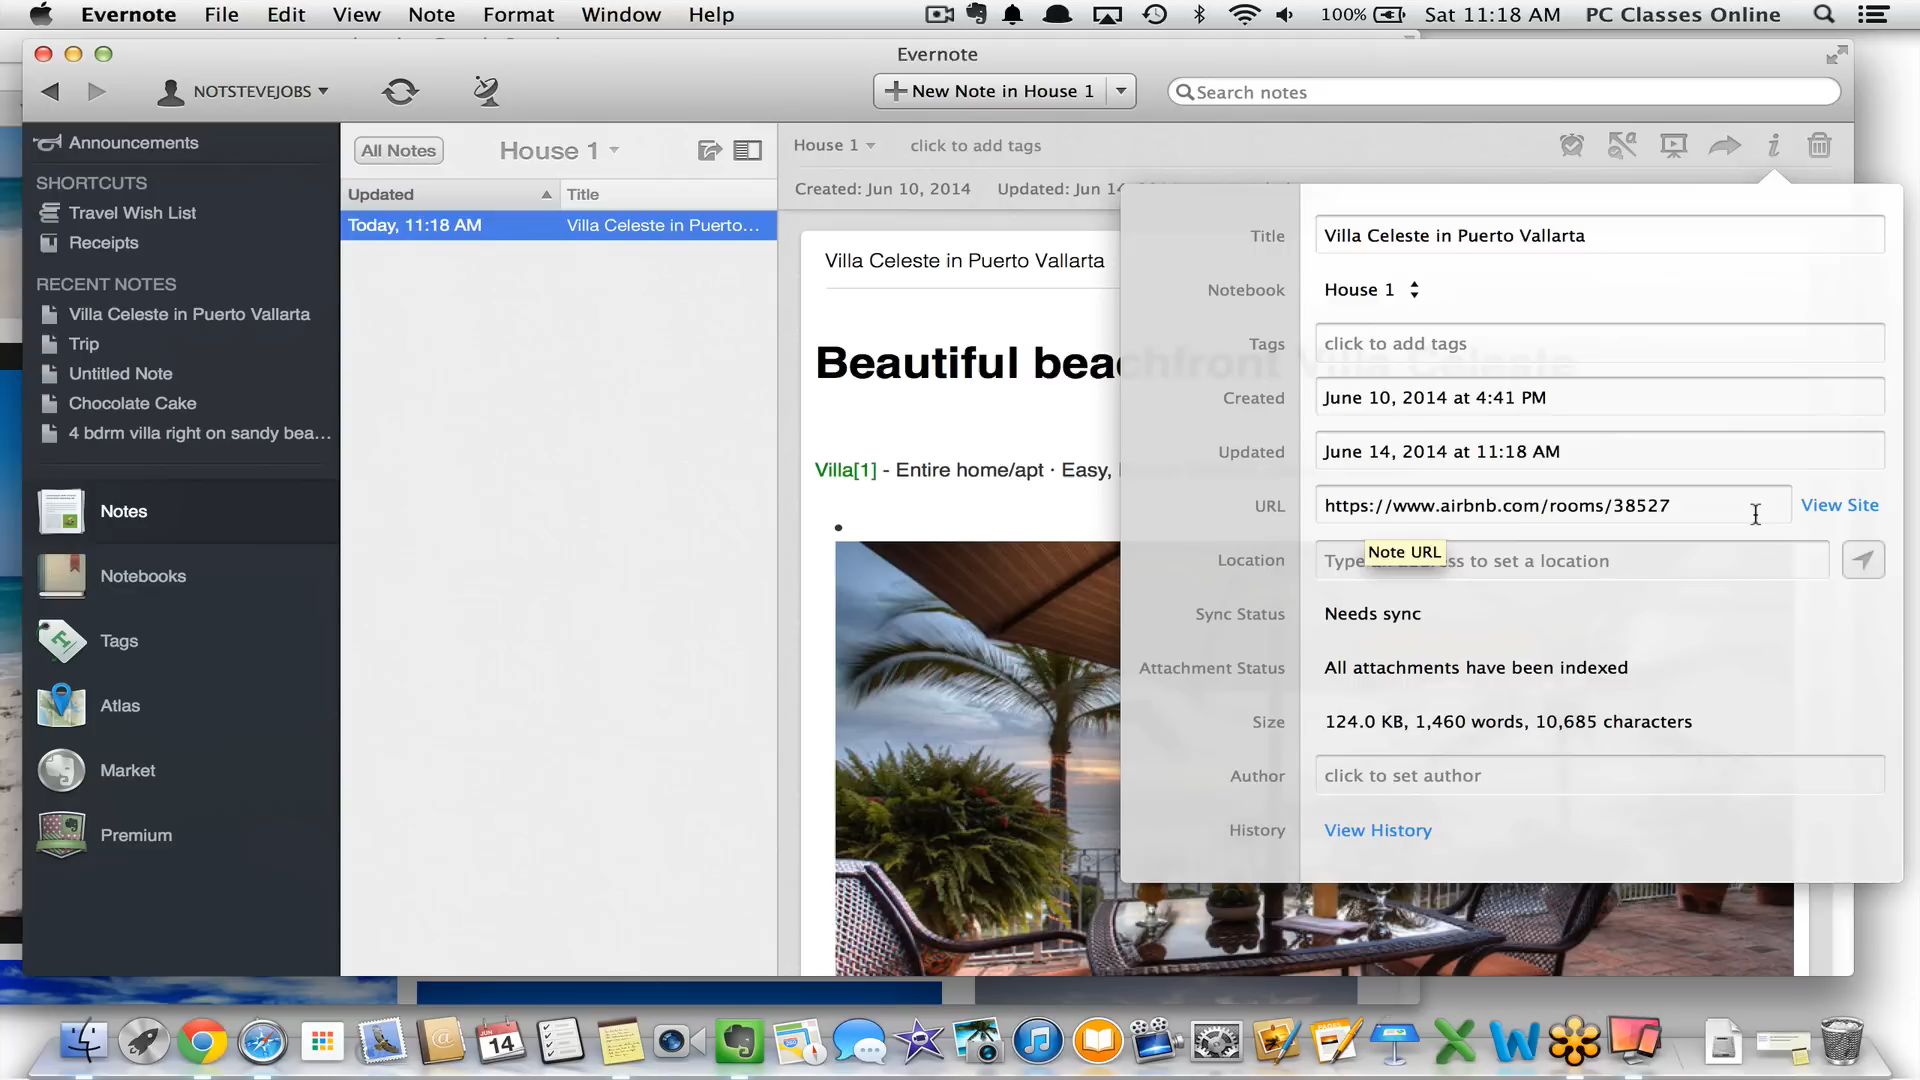 Evernote File Edit View Note Format Window Help 100% Sat 11:18 AM PC Classes Online
Evernote
NOTSTEVEJOBS New Note in House 1 Search notes
Announcements
SHORTCUTS
Travel Wish List
Receipts
RECENT NOTES
Villa Celeste in Puerto Vallarta
Trip
Untitled Note
Chocolate Cake
4 bdrm villa right on sandy bea...
Notes
Notebooks
Tags
Atlas
Market
Premium
All Notes House 1
Updated Title
Today, 11:18 AM Villa Celeste in Puerto...
House 1 click to add tags
Created: Jun 10, 2014 Updated: Jun 14
Villa Celeste in Puerto Vallarta
Beautiful beachfront Villa Celeste
Villa[1] - Entire home/apt · Easy,
Title Villa Celeste in Puerto Vallarta
Notebook House 1
Tags click to add tags
Created June 10, 2014 at 4:41 PM
Updated June 14, 2014 at 11:18 AM
URL https://www.airbnb.com/rooms/38527 View Site
Note URL
Location Type an address to set a location
Sync Status Needs sync
Attachment Status All attachments have been indexed
Size 124.0 KB, 1,460 words, 10,685 characters
Author click to set author
History View History
JUN
14
PAGES